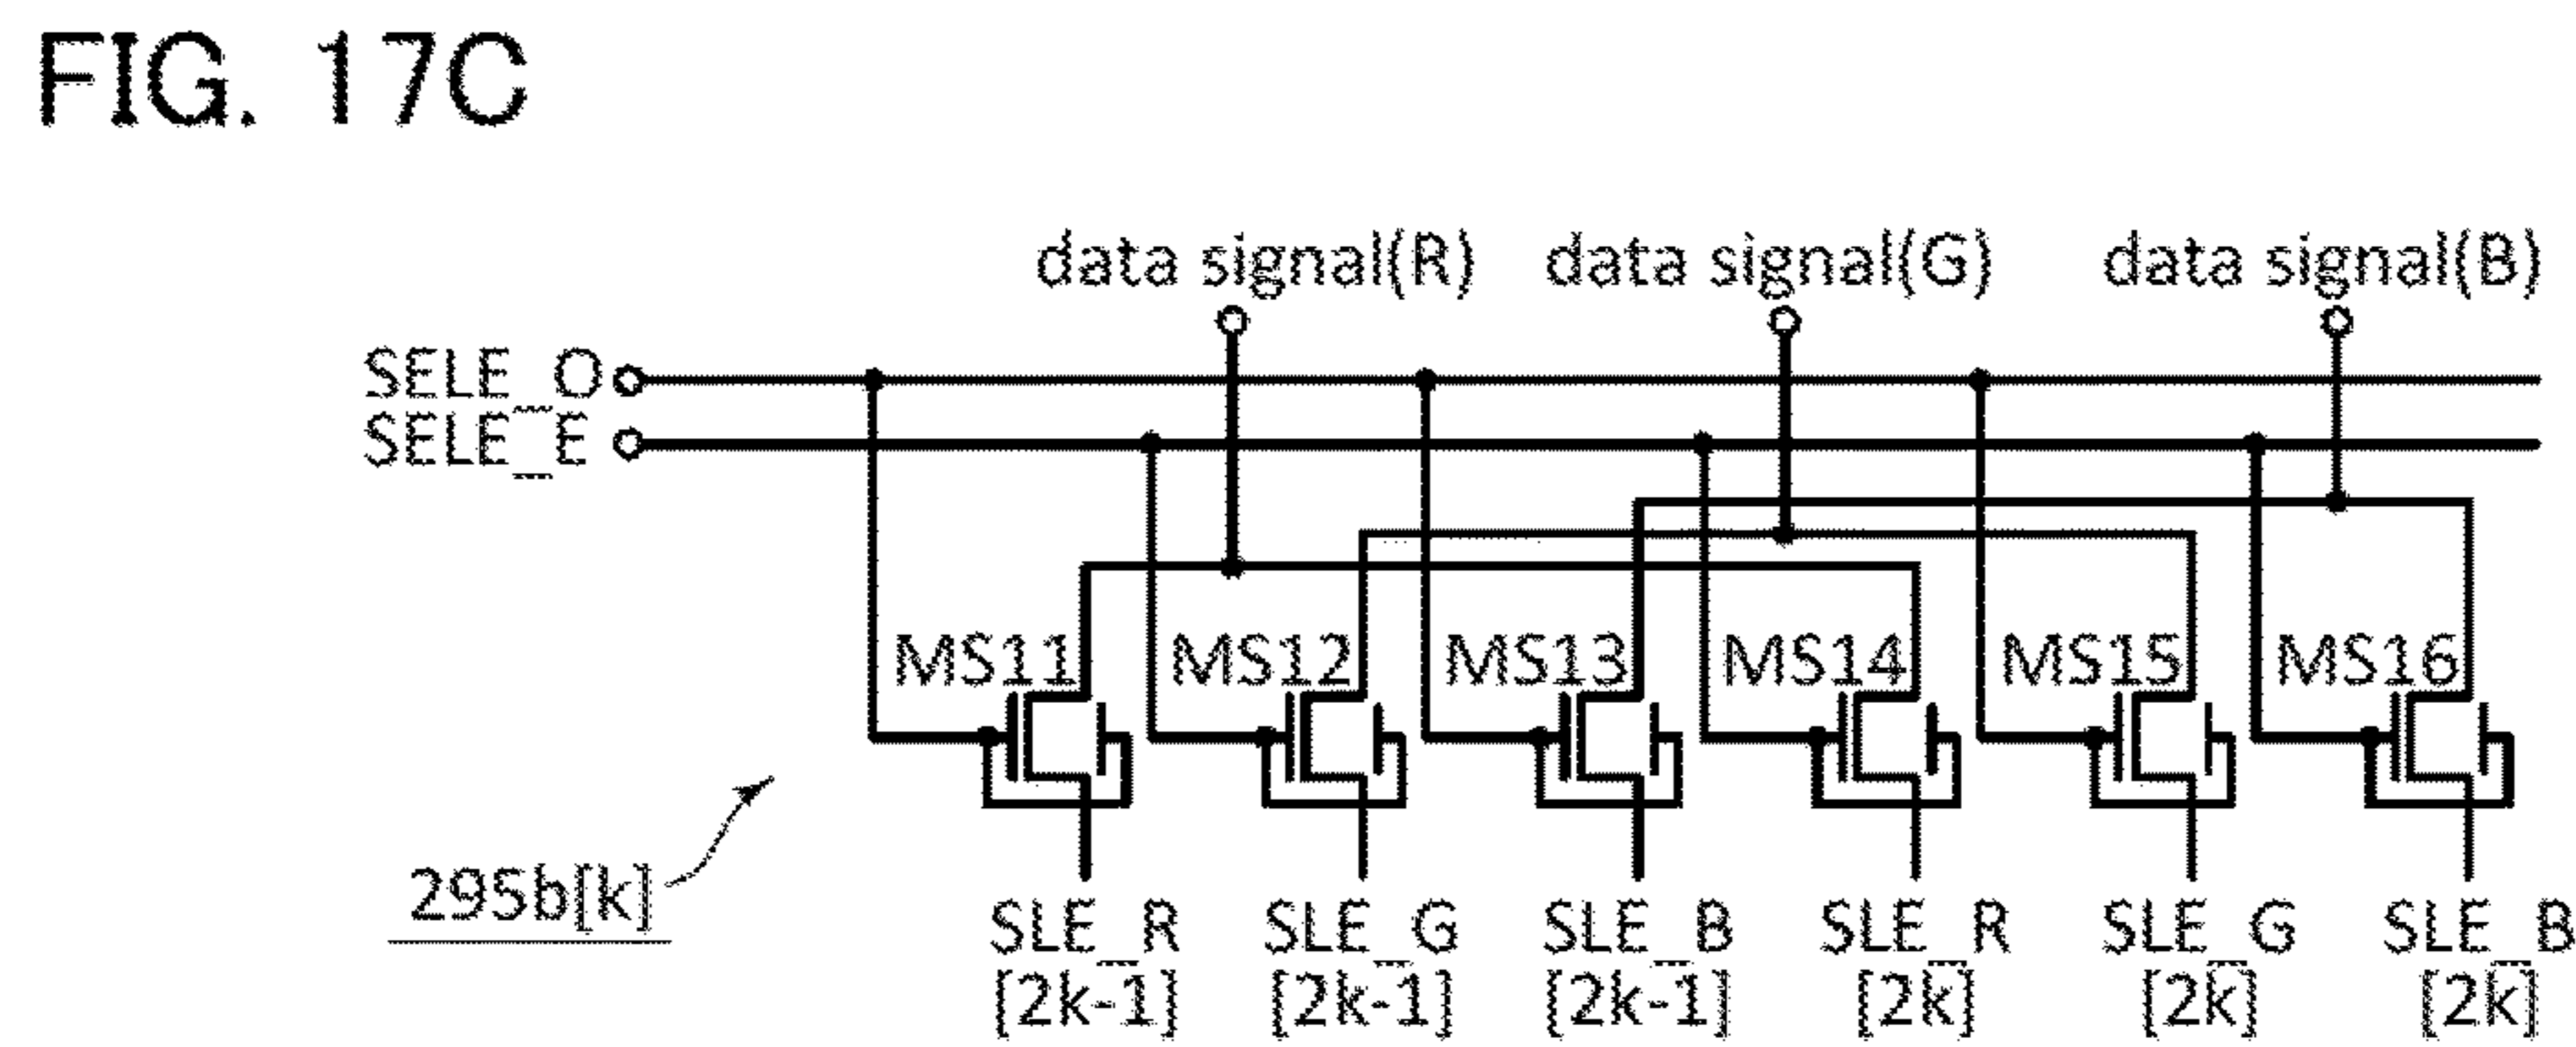 FIG. 17C
data signal(R) data signal(G) data signal(B)
SELE_O
SELE_E
MS11 MS12 MS13 MS14 MS15 MS16
295b[k]
SLE_R SLE_G SLE_B SLE_R SLE_G SLE_B
[2k-1] [2k-1] [2k-1] [2k] [2k] [2k]